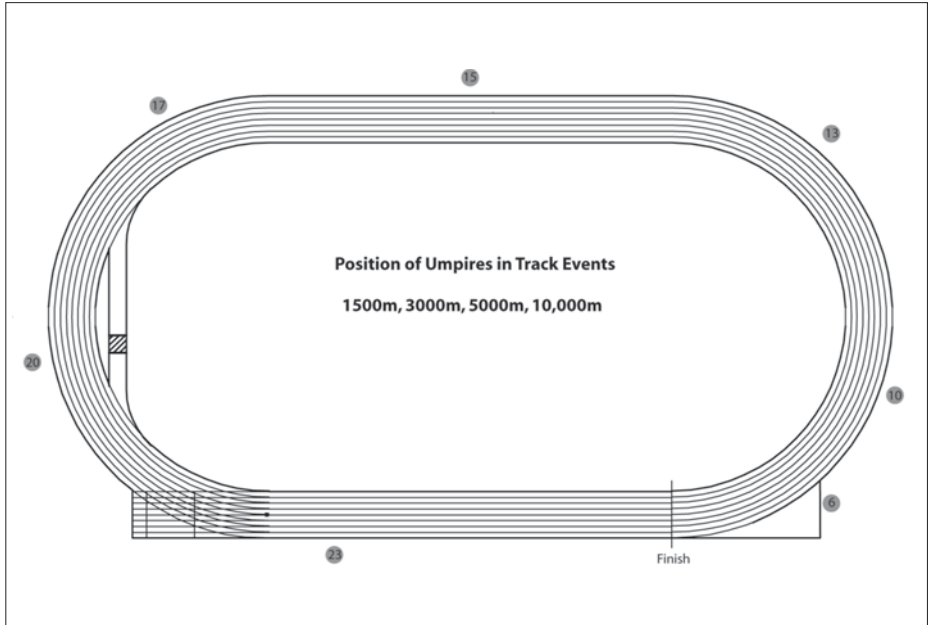 15
17
13
Position of Umpires in Track Events
1500m, 3000m, 5000m, 10,000m
20
10
6
23
Finish